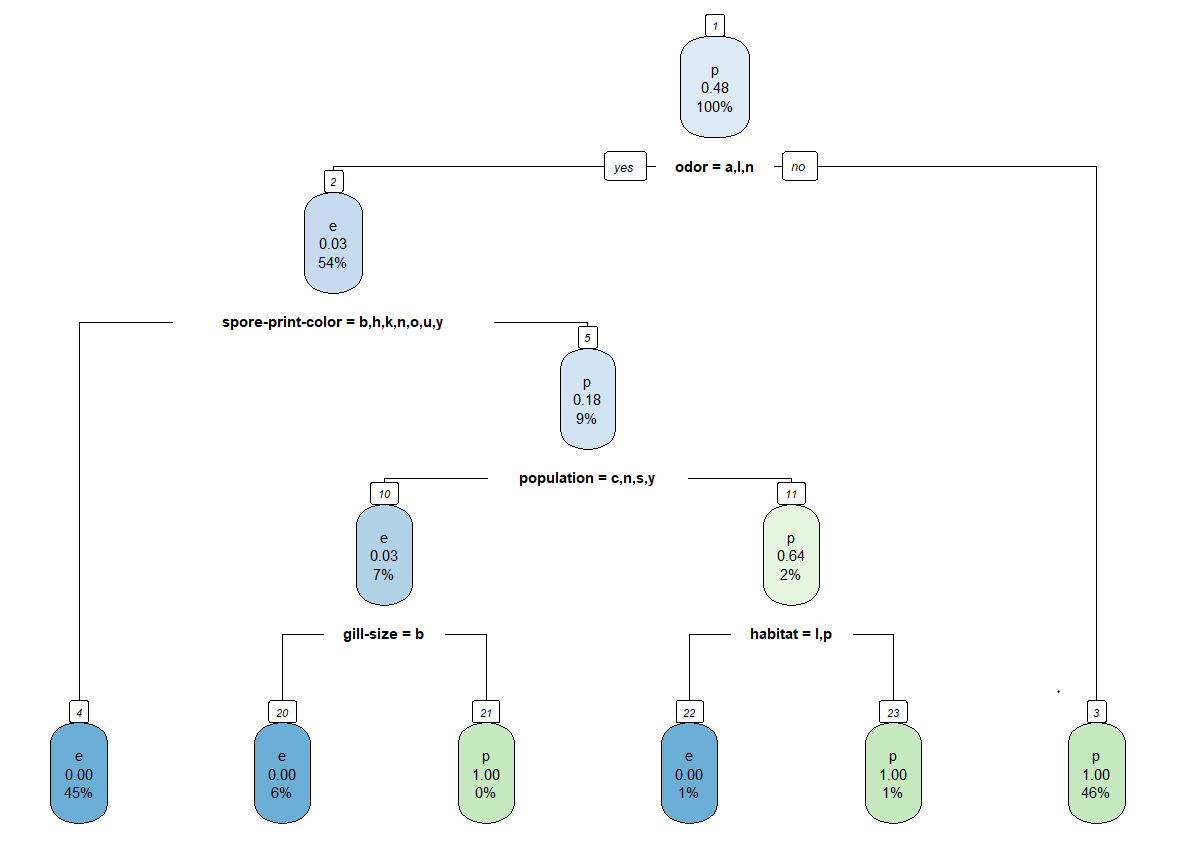 1
p
0.48
100%
yes
odor = a,l,n
no
2
e
0.03
54%
spore-print-color = b,h,k,n,o,u,y
5
p
0.18
9%
population = c,n,s,y
10
e
0.03
7%
11
p
0.64
2%
gill-size = b
habitat = l,p
4
e
0.00
45%
20
e
0.00
6%
21
p
1.00
0%
22
e
0.00
1%
23
p
1.00
1%
3
p
1.00
46%